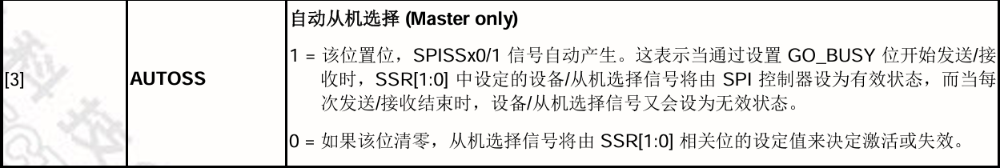 自动从机选择 (Master only)
1 = 该位置位，SPISSx0/1 信号自动产生。这表示当通过设置 GO_BUSY 位开始发送/接
收时，SSR[1:0] 中设定的设备/从机选择信号将由 SPI 控制器设为有效状态，而当每
[3] AUTOSS
次发送/接收结束时，设备/从机选择信号又会设为无效状态。
0 = 如果该位清零，从机选择信号将由 SSR[1:0] 相关位的设定值来决定激活或失效。
科技